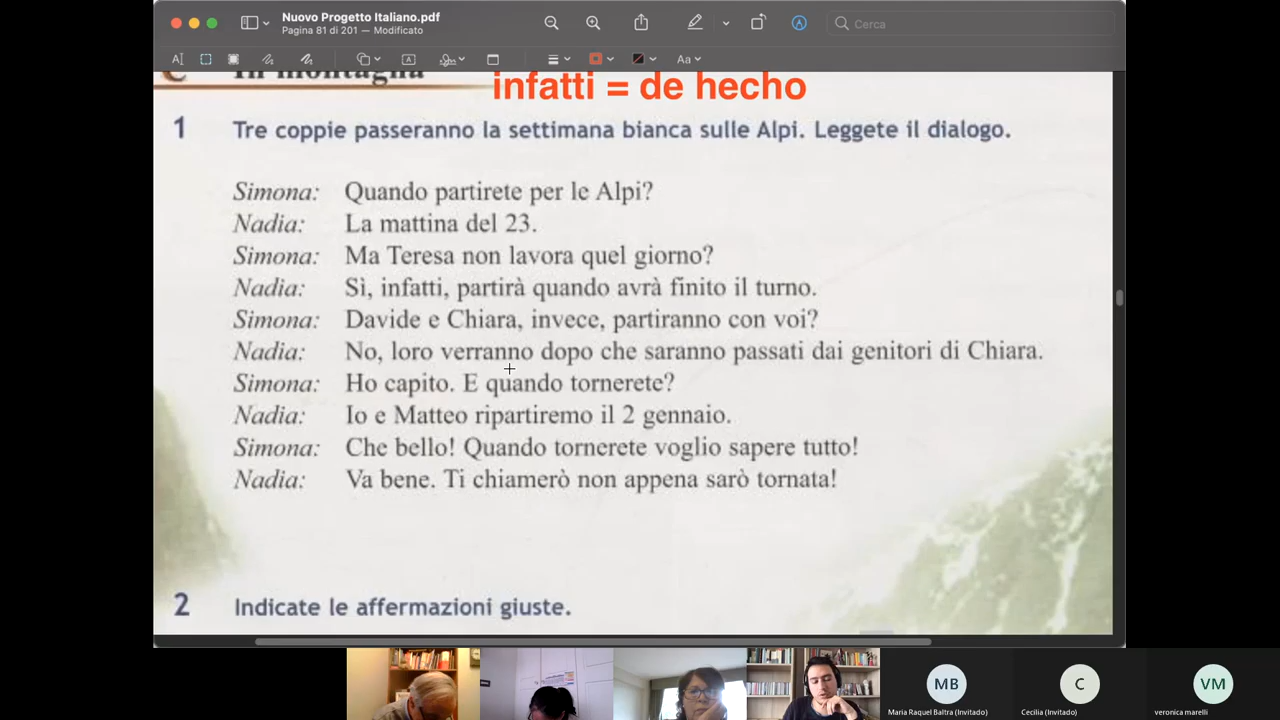 Nuovo Progetto Italiano.pdf
Pagina 81 di 201 — Modificato
Cerca
In montagna
infatti = de hecho
1 Tre coppie passeranno la settimana bianca sulle Alpi. Leggete il dialogo.
Simona: Quando partirete per le Alpi?
Nadia: La mattina del 23.
Simona: Ma Teresa non lavora quel giorno?
Nadia: Sì, infatti, partirà quando avrà finito il turno.
Simona: Davide e Chiara, invece, partiranno con voi?
Nadia: No, loro verranno dopo che saranno passati dai genitori di Chiara.
Simona: Ho capito. E quando tornerete?
Nadia: Io e Matteo ripartiremo il 2 gennaio.
Simona: Che bello! Quando tornerete voglio sapere tutto!
Nadia: Va bene. Ti chiamerò non appena sarò tornata!
2 Indicate le affermazioni giuste.
MB C VM
Maria Raquel Baltra (Invitado) Cecilia (Invitado) veronica marelli